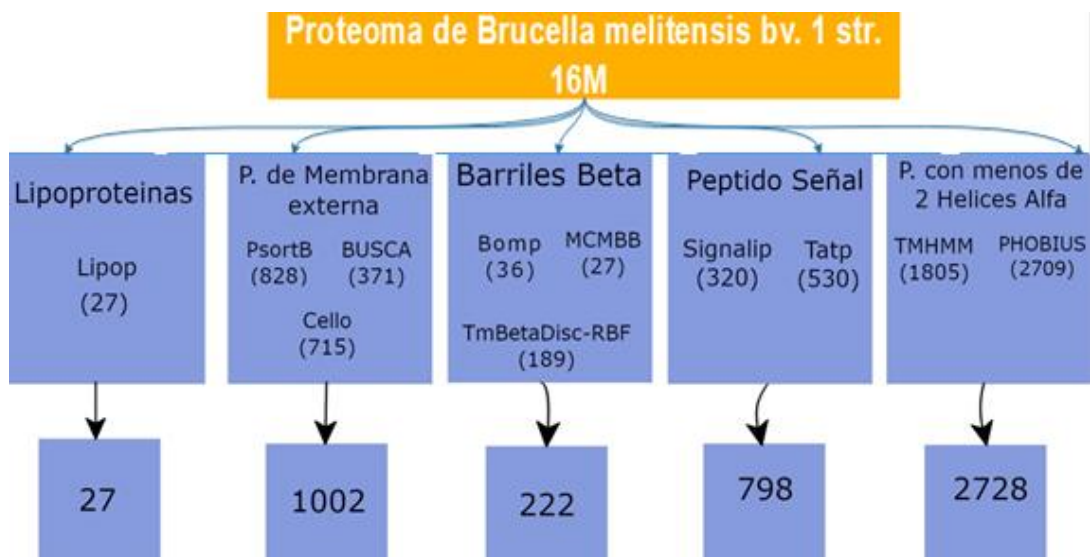 Proteoma de Brucella melitensis bv. 1 str.
16M
Lipoproteinas
Lipop
(27)
P. de Membrana
externa
PsortB BUSCA
(828) (371)
Cello
(715)
Barriles Beta
Bomp MCMBB
(36) (27)
TmBetaDisc-RBF
(189)
Peptido Señal
Signalip Tatp
(320) (530)
P. con menos de
2 Helices Alfa
TMHMM PHOBIUS
(1805) (2709)
27
1002
222
798
2728